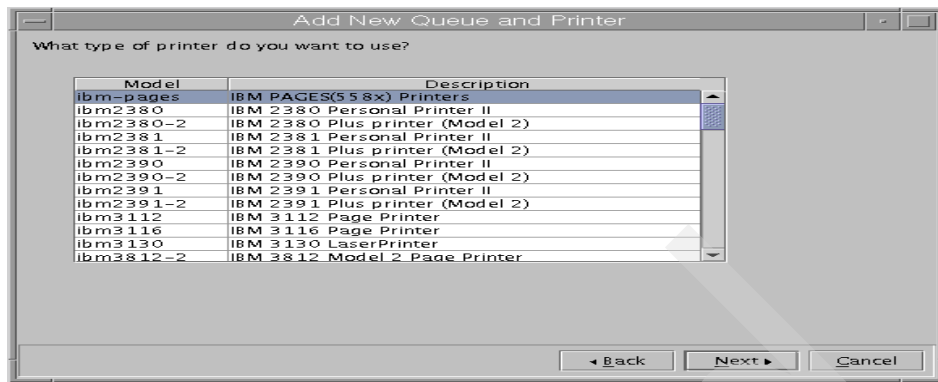 Add New Queue and Printer
What type of printer do you want to use?
Model Description
ibm-pages IBM PAGES(558x) Printers
ibm2380 IBM 2380 Personal Printer II
ibm2380-2 IBM 2380 Plus printer (Model 2)
ibm2381 IBM 2381 Personal Printer II
ibm2381-2 IBM 2381 Plus printer (Model 2)
ibm2390 IBM 2390 Personal Printer II
ibm2390-2 IBM 2390 Plus printer (Model 2)
ibm2391 IBM 2391 Personal Printer II
ibm2391-2 IBM 2391 Plus printer (Model 2)
ibm3112 IBM 3112 Page Printer
ibm3116 IBM 3116 Page Printer
ibm3130 IBM 3130 LaserPrinter
ibm3812-2 IBM 3812 Model 2 Page Printer
Back Next Cancel